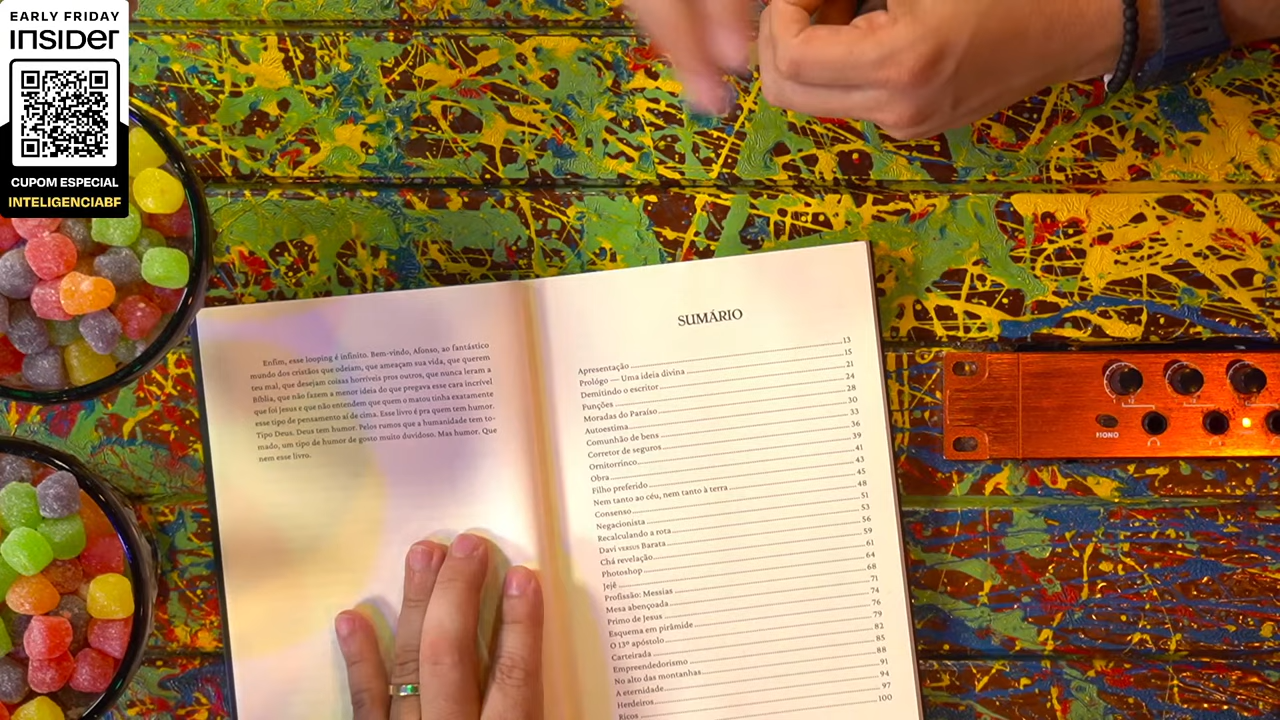 EARLY FRIDAY
INSIDER
CUPOM ESPECIAL
INTELIGENCIABF
Enfim, esse looping é infinito. Bem-vindo, Afonso, ao fantástico
mundo dos cristãos que odeiam, que ameaçam sua vida, que querem
teu mal, que desejam coisas horríveis pros outros, que nunca leram a
Bíblia, que não fazem a menor ideia do que pregava esse cara incrível
que foi Jesus e que não entendem que quem o matou tinha exatamente
esse tipo de pensamento aí de cima. Esse livro é pra quem tem humor.
Tipo Deus. Deus tem humor. Pelos rumos que a humanidade tem to-
mado, um tipo de humor de gosto muito duvidoso. Mas humor. Que
nem esse livro.
SUMÁRIO
Apresentação
Prólogo — Uma ideia divina
Demitindo o escritor
Funções
Moradas do Paraíso
Autoestima
Comunhão de bens
Corretor de seguros
Ornitorrinco
Obra
Filho preferido
Nem tanto ao céu, nem tanto à terra
Consenso
Negacionista
Recalculando a rota
Davi versus Barata
Chá revelação
Photoshop
Jejê
Profissão: Messias
Mesa abençoada
Primo de Jesus
Esquema em pirâmide
O 13º apóstolo
Carteirada
Empreendedorismo
No alto das montanhas
A eternidade
Herdeiros
Ricos
13
15
21
24
28
30
33
36
39
41
43
45
48
51
53
56
59
61
64
68
71
74
76
79
82
85
88
91
94
97
100
MONO